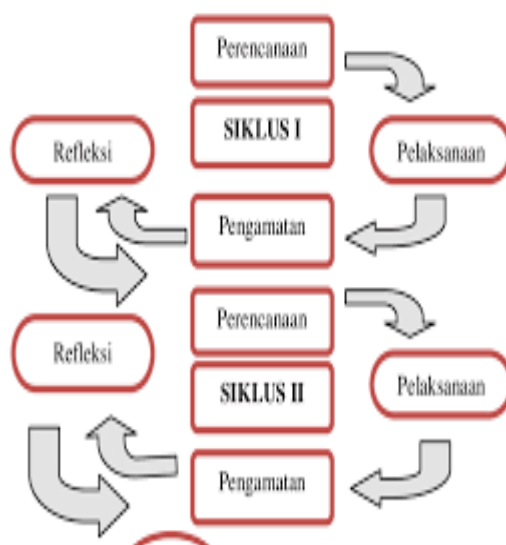 Perencanaan
SIKLUS I
Refleksi
Pelaksanaan
Pengamatan
Perencanaan
Refleksi
SIKLUS II
Pelaksanaan
Pengamatan